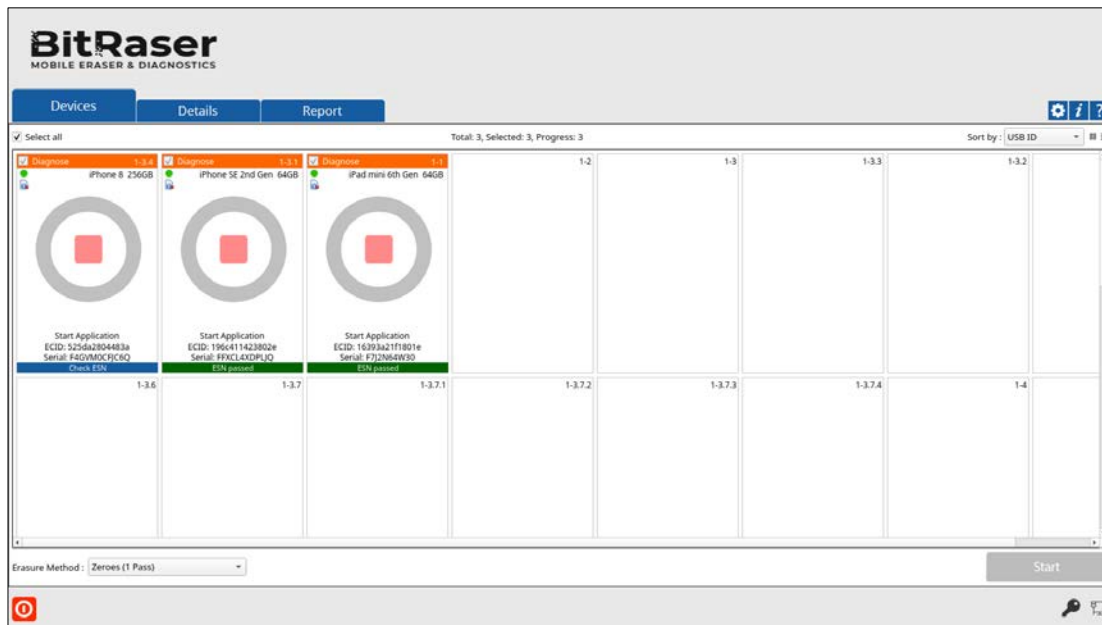 BitRaser
MOBILE ERASER & DIAGNOSTICS
Devices Details Report
i ?
Select all Total: 3, Selected: 3, Progress: 3 Sort by : USB ID
Diagnose 1-3.4 Diagnose 1-3.1 Diagnose 1-1 1-2 1-3 1-3.3 1-3.2
iPhone 8 256GB iPhone SE 2nd Gen 64GB iPad mini 6th Gen 64GB
Start Application Start Application Start Application
ECID: 525da2804483a ECID: 196c411423802e ECID: 16393a21f1801e
Serial: F4GVM0CFJC6Q Serial: FFXCL4XDPLJQ Serial: F7J2N64W30
Check ESN ESN passed ESN passed
1-3.6 1-3.7 1-3.7.1 1-3.7.2 1-3.7.3 1-3.7.4 1-4
Erasure Method : Zeroes (1 Pass) Start